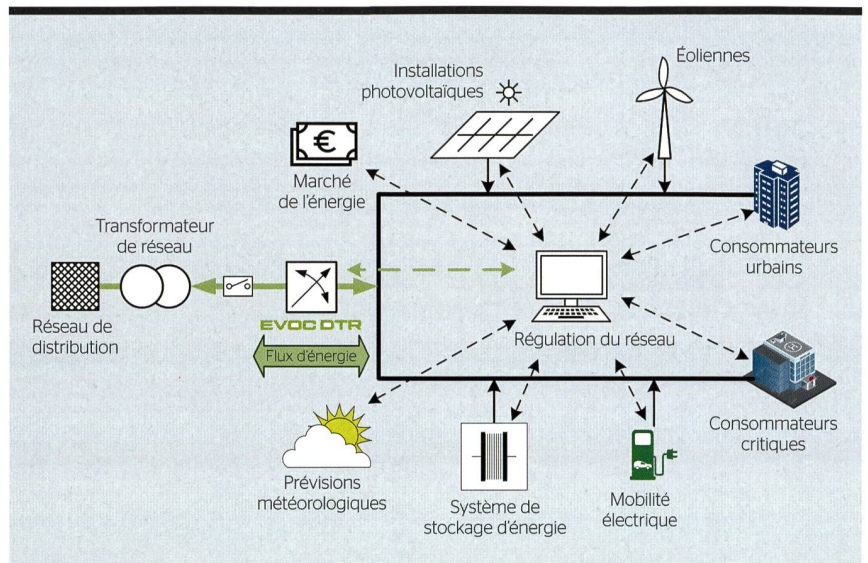 Installations
photovoltaïques
Éoliennes
€
Marché
de l'énergie
Transformateur
de réseau
Consommateurs
urbains
EVOC DTR
Réseau de
distribution
Flux d'énergie
Régulation du réseau
Consommateurs
critiques
Prévisions
météorologiques
Système de
stockage d'énergie
Mobilité
électrique